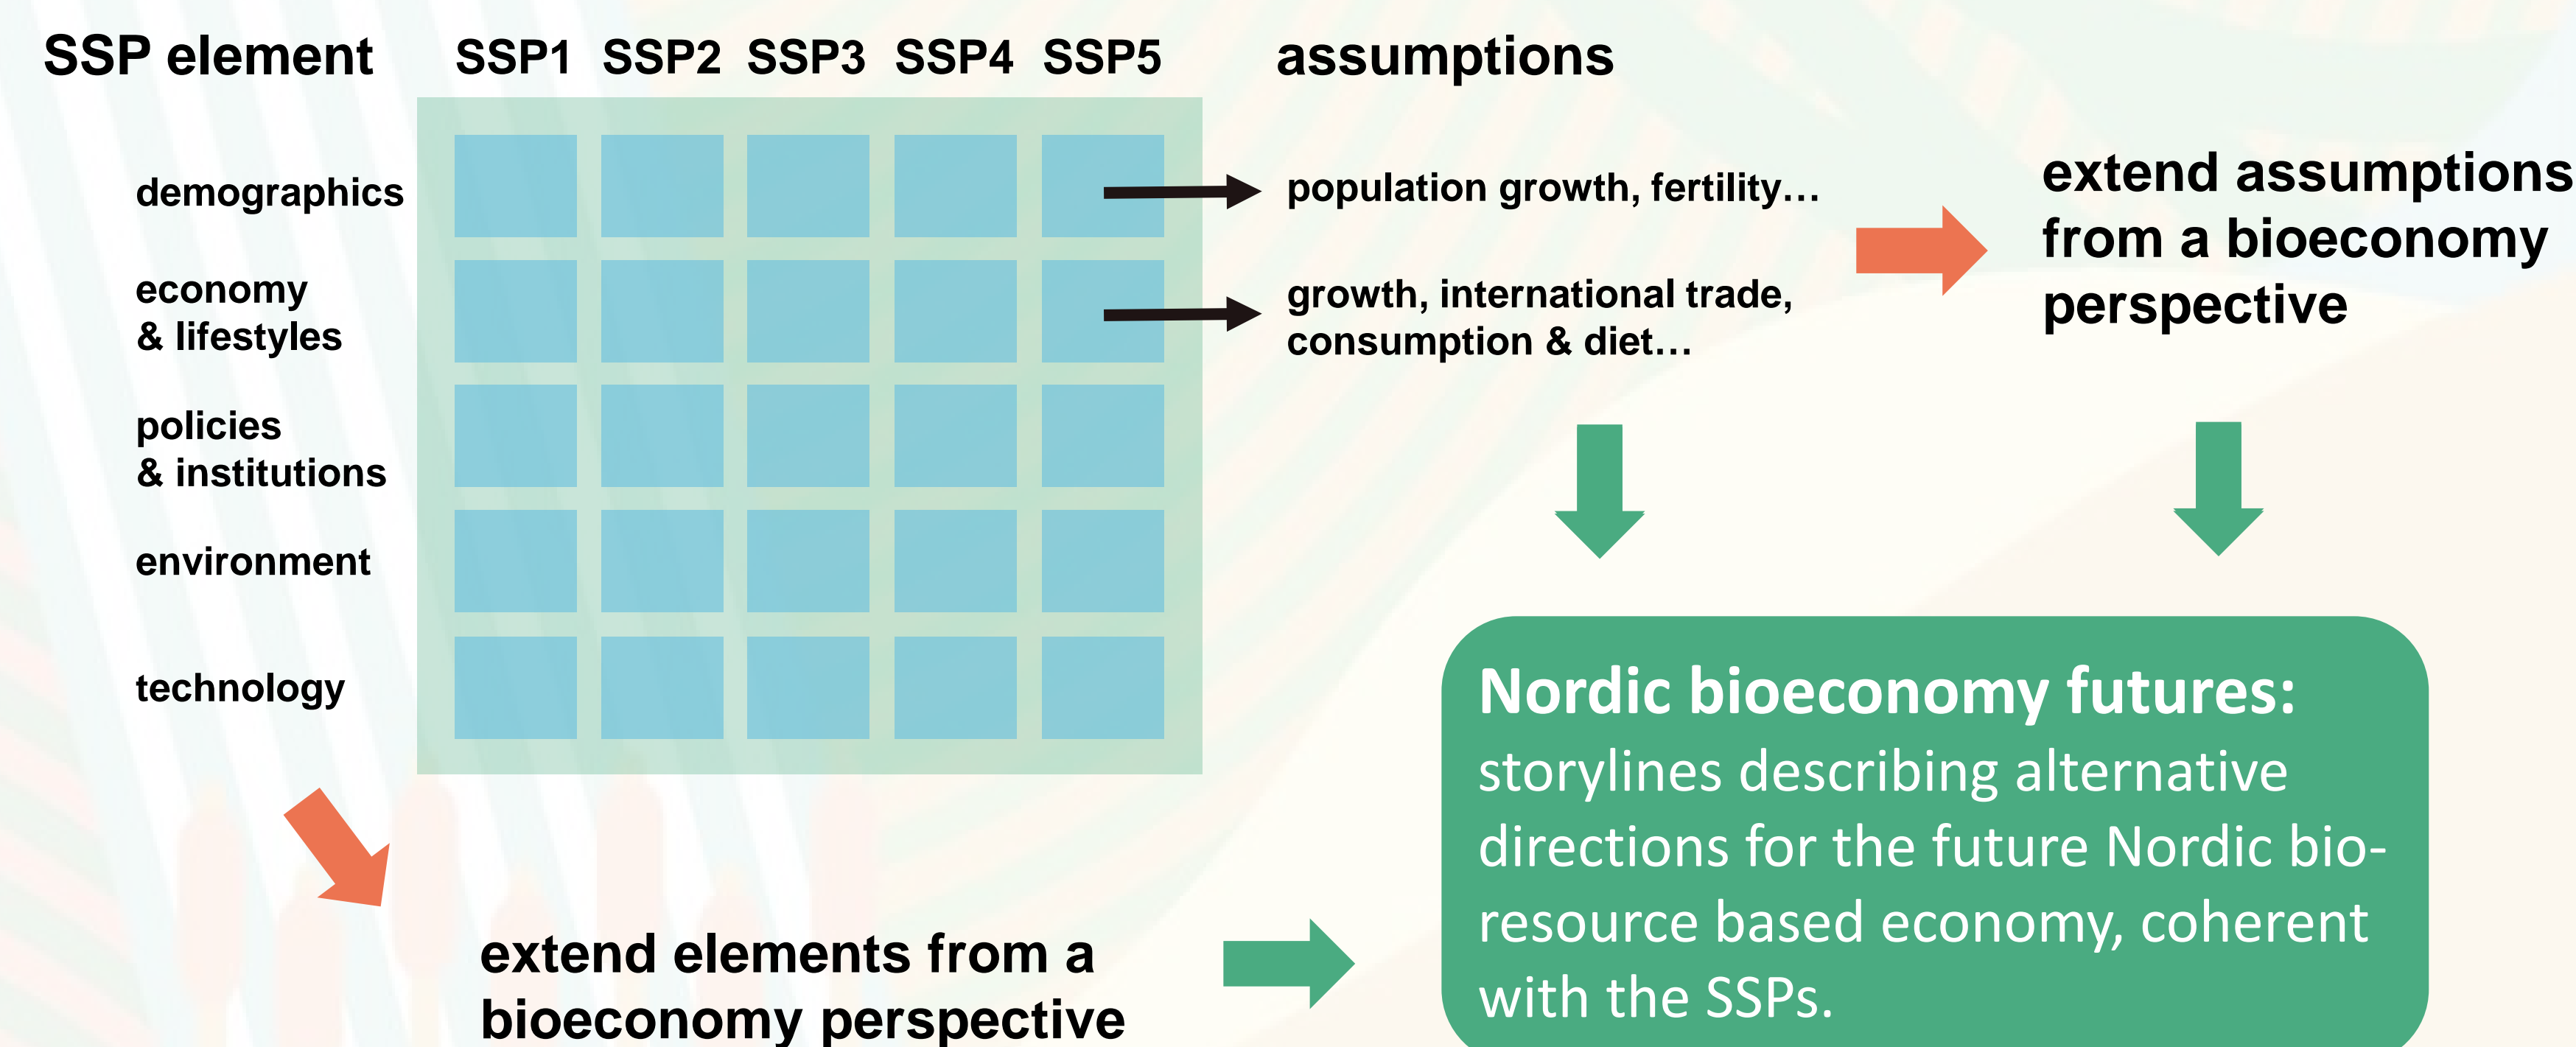 SSP element
SSP1 SSP2 SSP3 SSP4 SSP5
assumptions
demographics
economy
& lifestyles
policies
& institutions
environment
technology
population growth, fertility…
growth, international trade,
consumption & diet…
extend assumptions
from a bioeconomy
perspective
extend elements from a
bioeconomy perspective
Nordic bioeconomy futures:
storylines describing alternative
directions for the future Nordic bio-
resource based economy, coherent
with the SSPs.